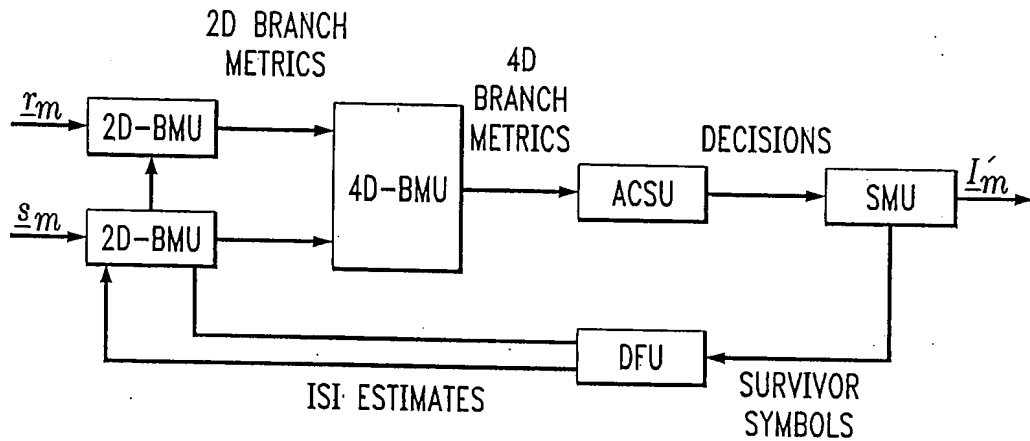 2D BRANCH
METRICS
4D
BRANCH
METRICS
DECISIONS
r_m
2D-BMU
4D-BMU
ACSU
SMU
I′_m
s_m
2D-BMU
DFU
ISI ESTIMATES
SURVIVOR
SYMBOLS